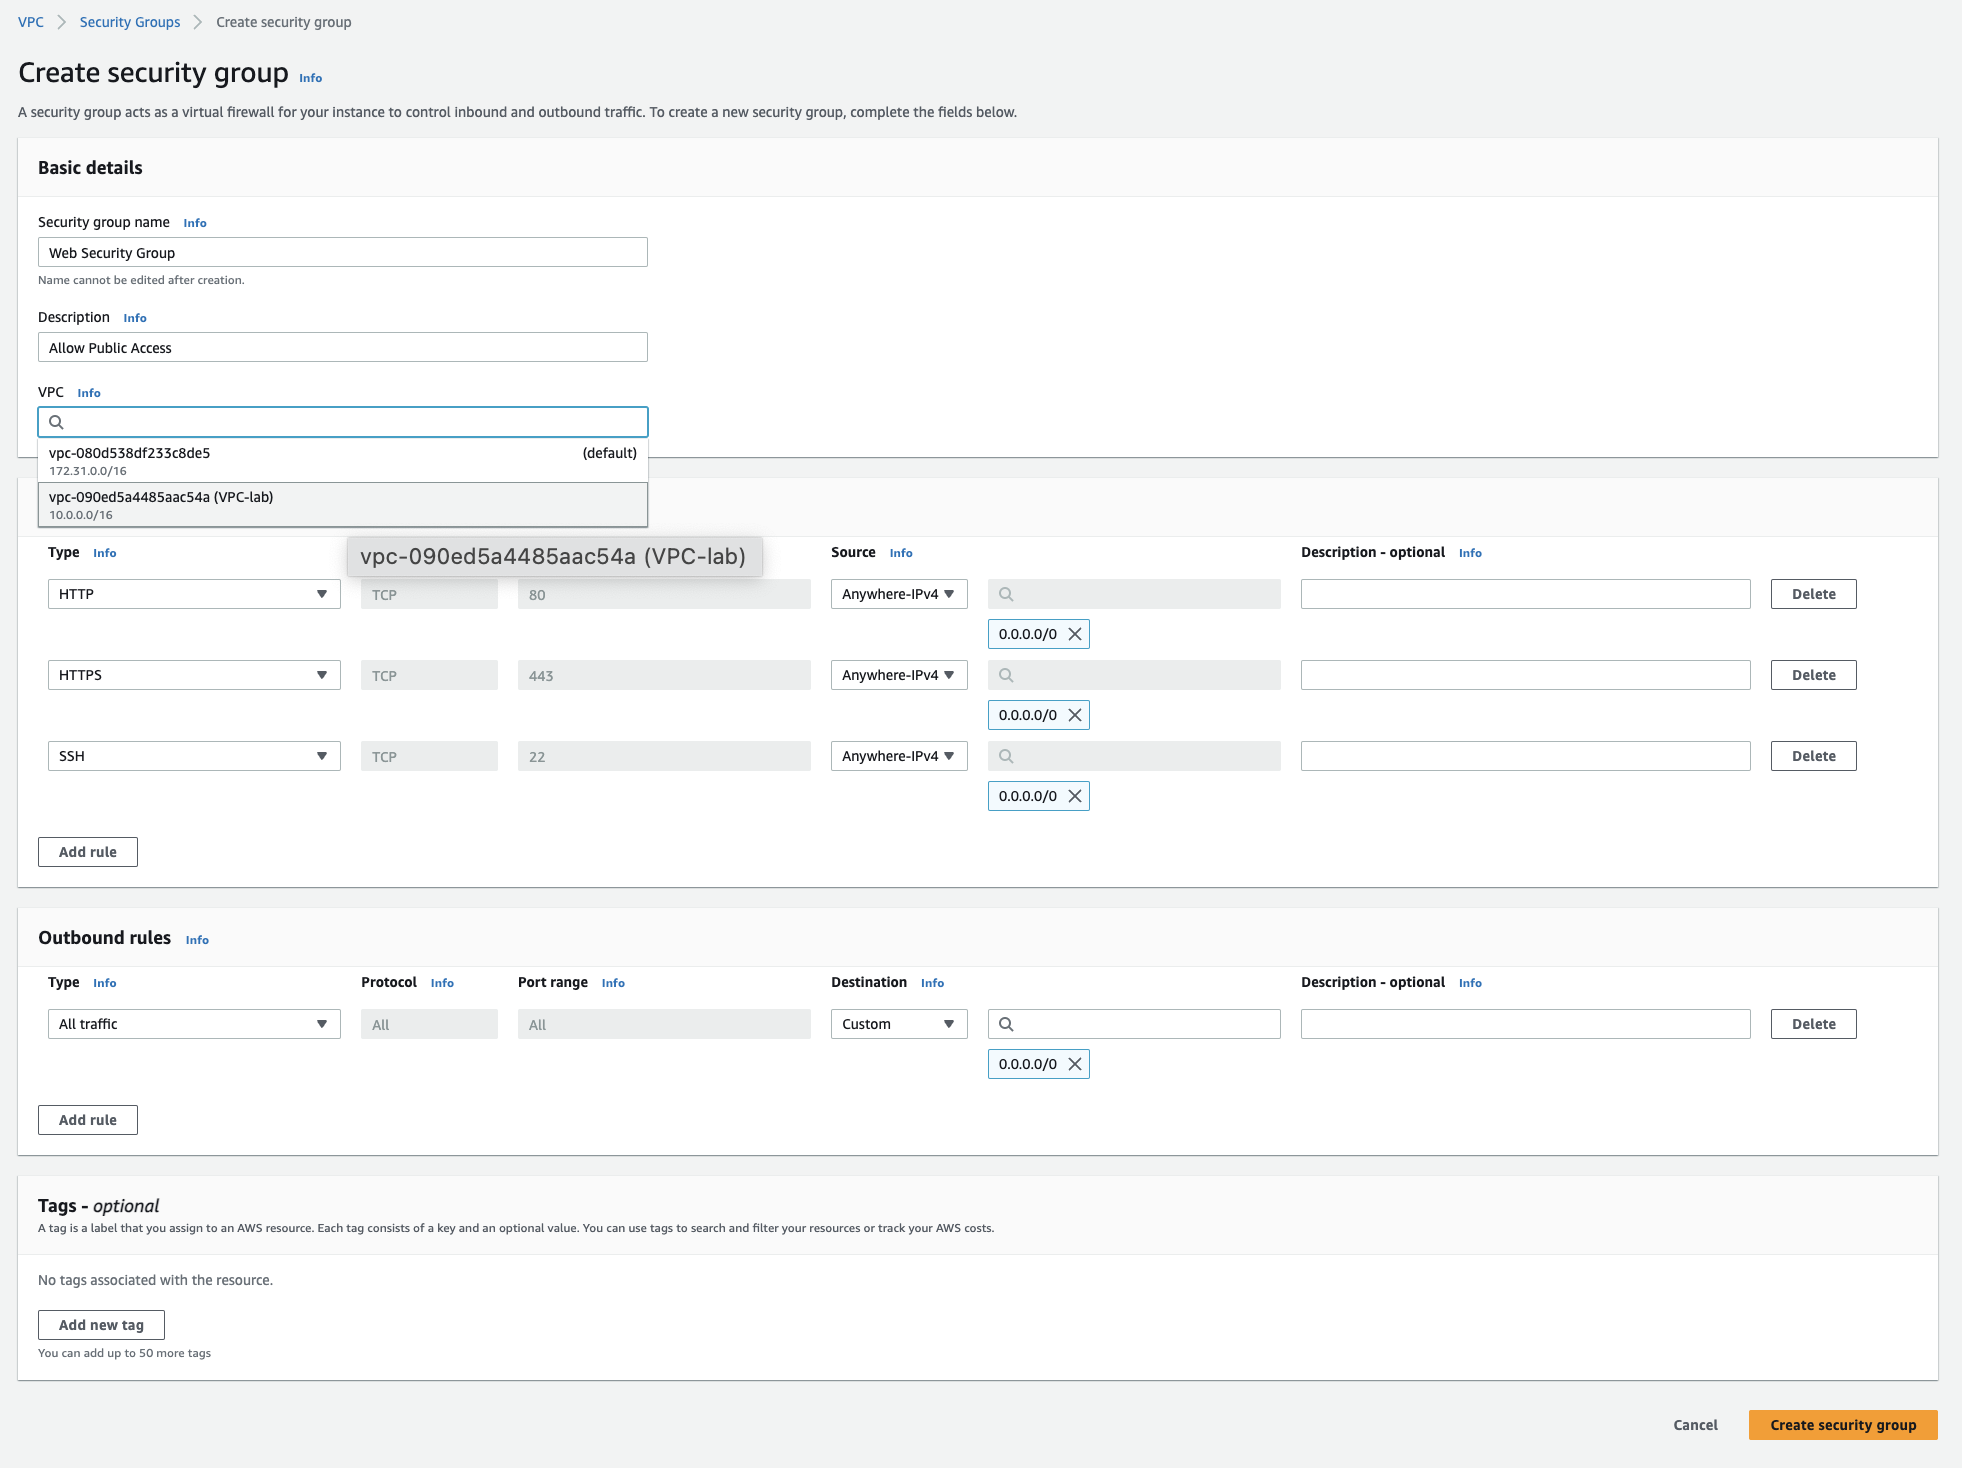 VPC > Security Groups > Create security group
Create security group Info
A security group acts as a virtual firewall for your instance to control inbound and outbound traffic. To create a new security group, complete the fields below.
Basic details
Security group name Info
Web Security Group
Name cannot be edited after creation.
Description Info
Allow Public Access
VPC Info
vpc-080d538df233c8de5 (default)
172.31.0.0/16
vpc-090ed5a4485aac54a (VPC-lab)
10.0.0.0/16
vpc-090ed5a4485aac54a (VPC-lab)
Type Info Source Info Description - optional Info
HTTP TCP 80 Anywhere-IPv4 Delete
0.0.0.0/0
HTTPS TCP 443 Anywhere-IPv4 Delete
0.0.0.0/0
SSH TCP 22 Anywhere-IPv4 Delete
0.0.0.0/0
Add rule
Outbound rules Info
Type Info Protocol Info Port range Info Destination Info Description - optional Info
All traffic All All Custom Delete
0.0.0.0/0
Add rule
Tags - optional
A tag is a label that you assign to an AWS resource. Each tag consists of a key and an optional value. You can use tags to search and filter your resources or track your AWS costs.
No tags associated with the resource.
Add new tag
You can add up to 50 more tags
Cancel Create security group